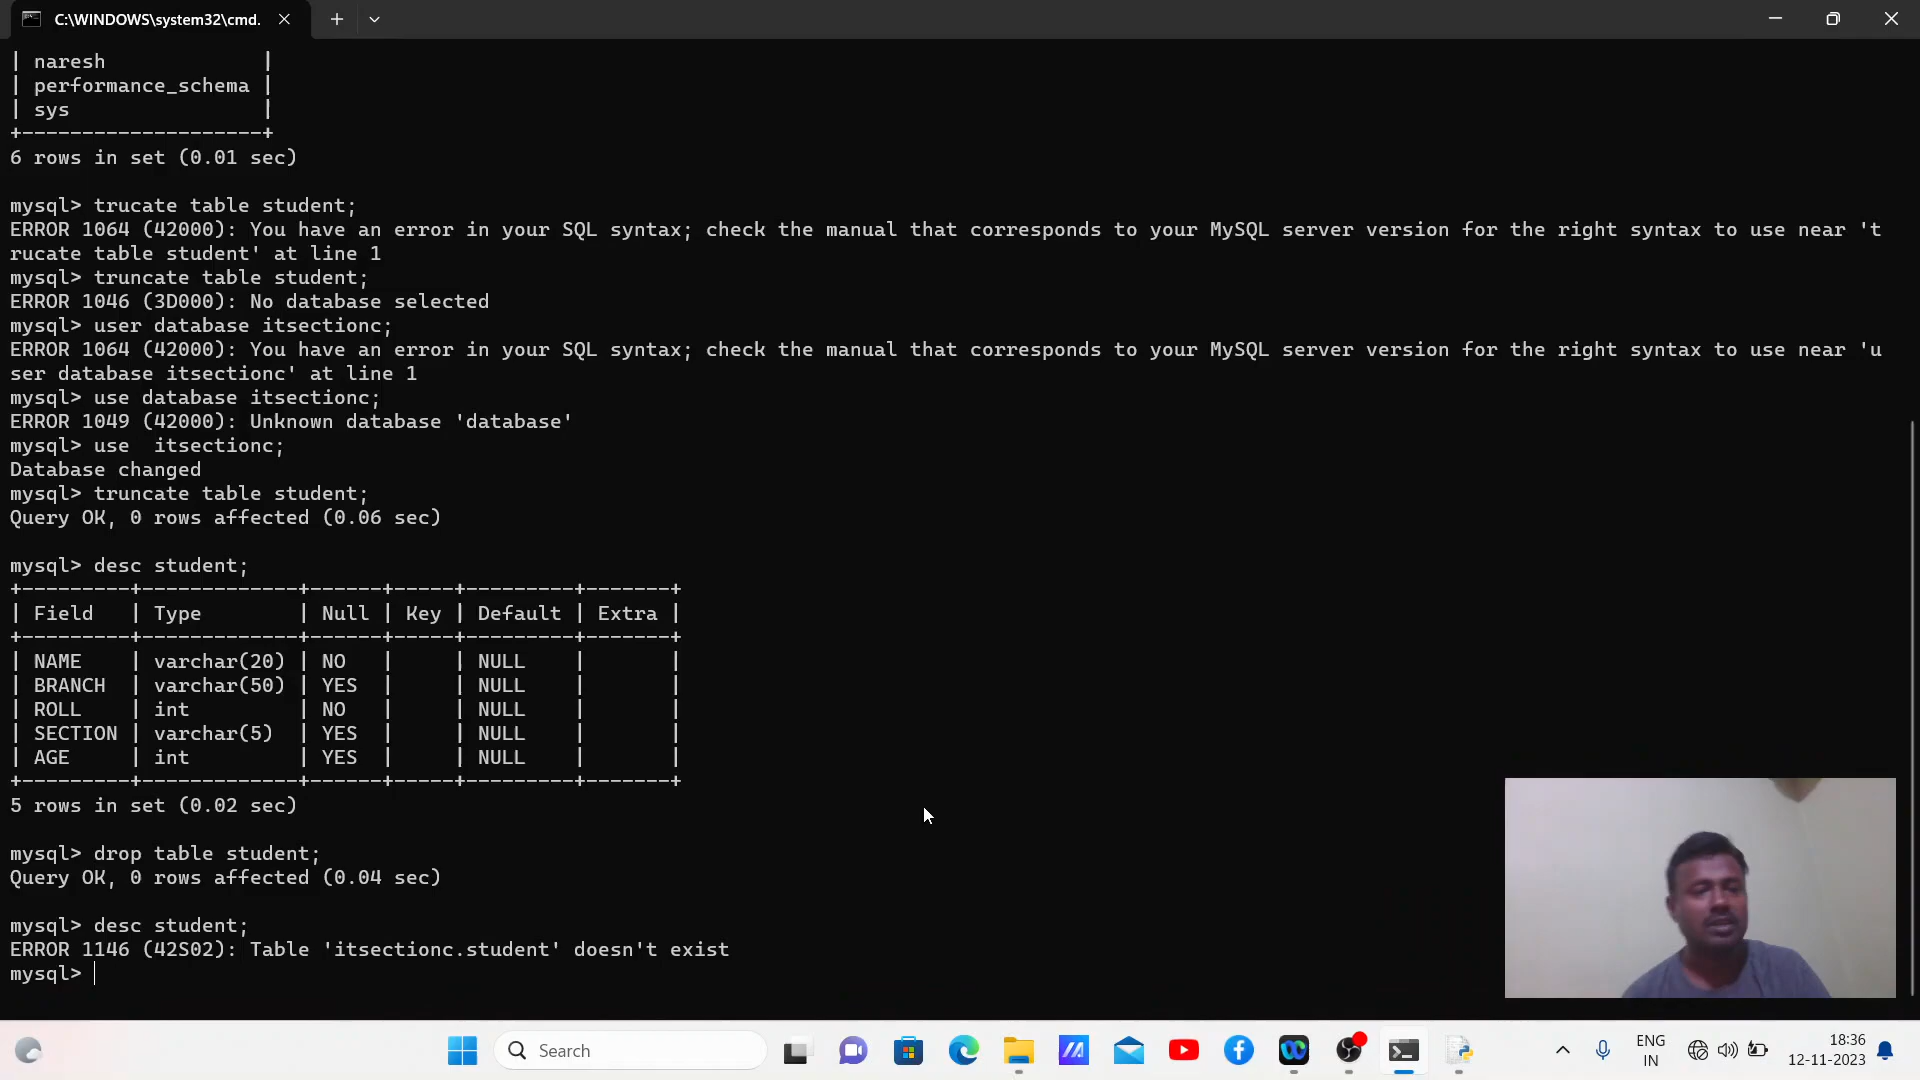 C:\WINDOWS\system32\cmd.
| naresh             |
| performance_schema |
| sys                |
+--------------------+
6 rows in set (0.01 sec)
mysql> trucate table student;
ERROR 1064 (42000): You have an error in your SQL syntax; check the manual that corresponds to your MySQL server version for the right syntax to use near 't
rucate table student' at line 1
mysql> truncate table student;
ERROR 1046 (3D000): No database selected
mysql> user database itsectionc;
ERROR 1064 (42000): You have an error in your SQL syntax; check the manual that corresponds to your MySQL server version for the right syntax to use near 'u
ser database itsectionc' at line 1
mysql> use database itsectionc;
ERROR 1049 (42000): Unknown database 'database'
mysql> use  itsectionc;
Database changed
mysql> truncate table student;
Query OK, 0 rows affected (0.06 sec)
mysql> desc student;
+---------+-------------+------+-----+---------+-------+
| Field   | Type        | Null | Key | Default | Extra |
+---------+-------------+------+-----+---------+-------+
| NAME    | varchar(20) | NO   |     | NULL    |       |
| BRANCH  | varchar(50) | YES  |     | NULL    |       |
| ROLL    | int         | NO   |     | NULL    |       |
| SECTION | varchar(5)  | YES  |     | NULL    |       |
| AGE     | int         | YES  |     | NULL    |       |
+---------+-------------+------+-----+---------+-------+
5 rows in set (0.02 sec)
mysql> drop table student;
Query OK, 0 rows affected (0.04 sec)
mysql> desc student;
ERROR 1146 (42S02): Table 'itsectionc.student' doesn't exist
mysql>
Search
ENG
IN
18:36
12-11-2023